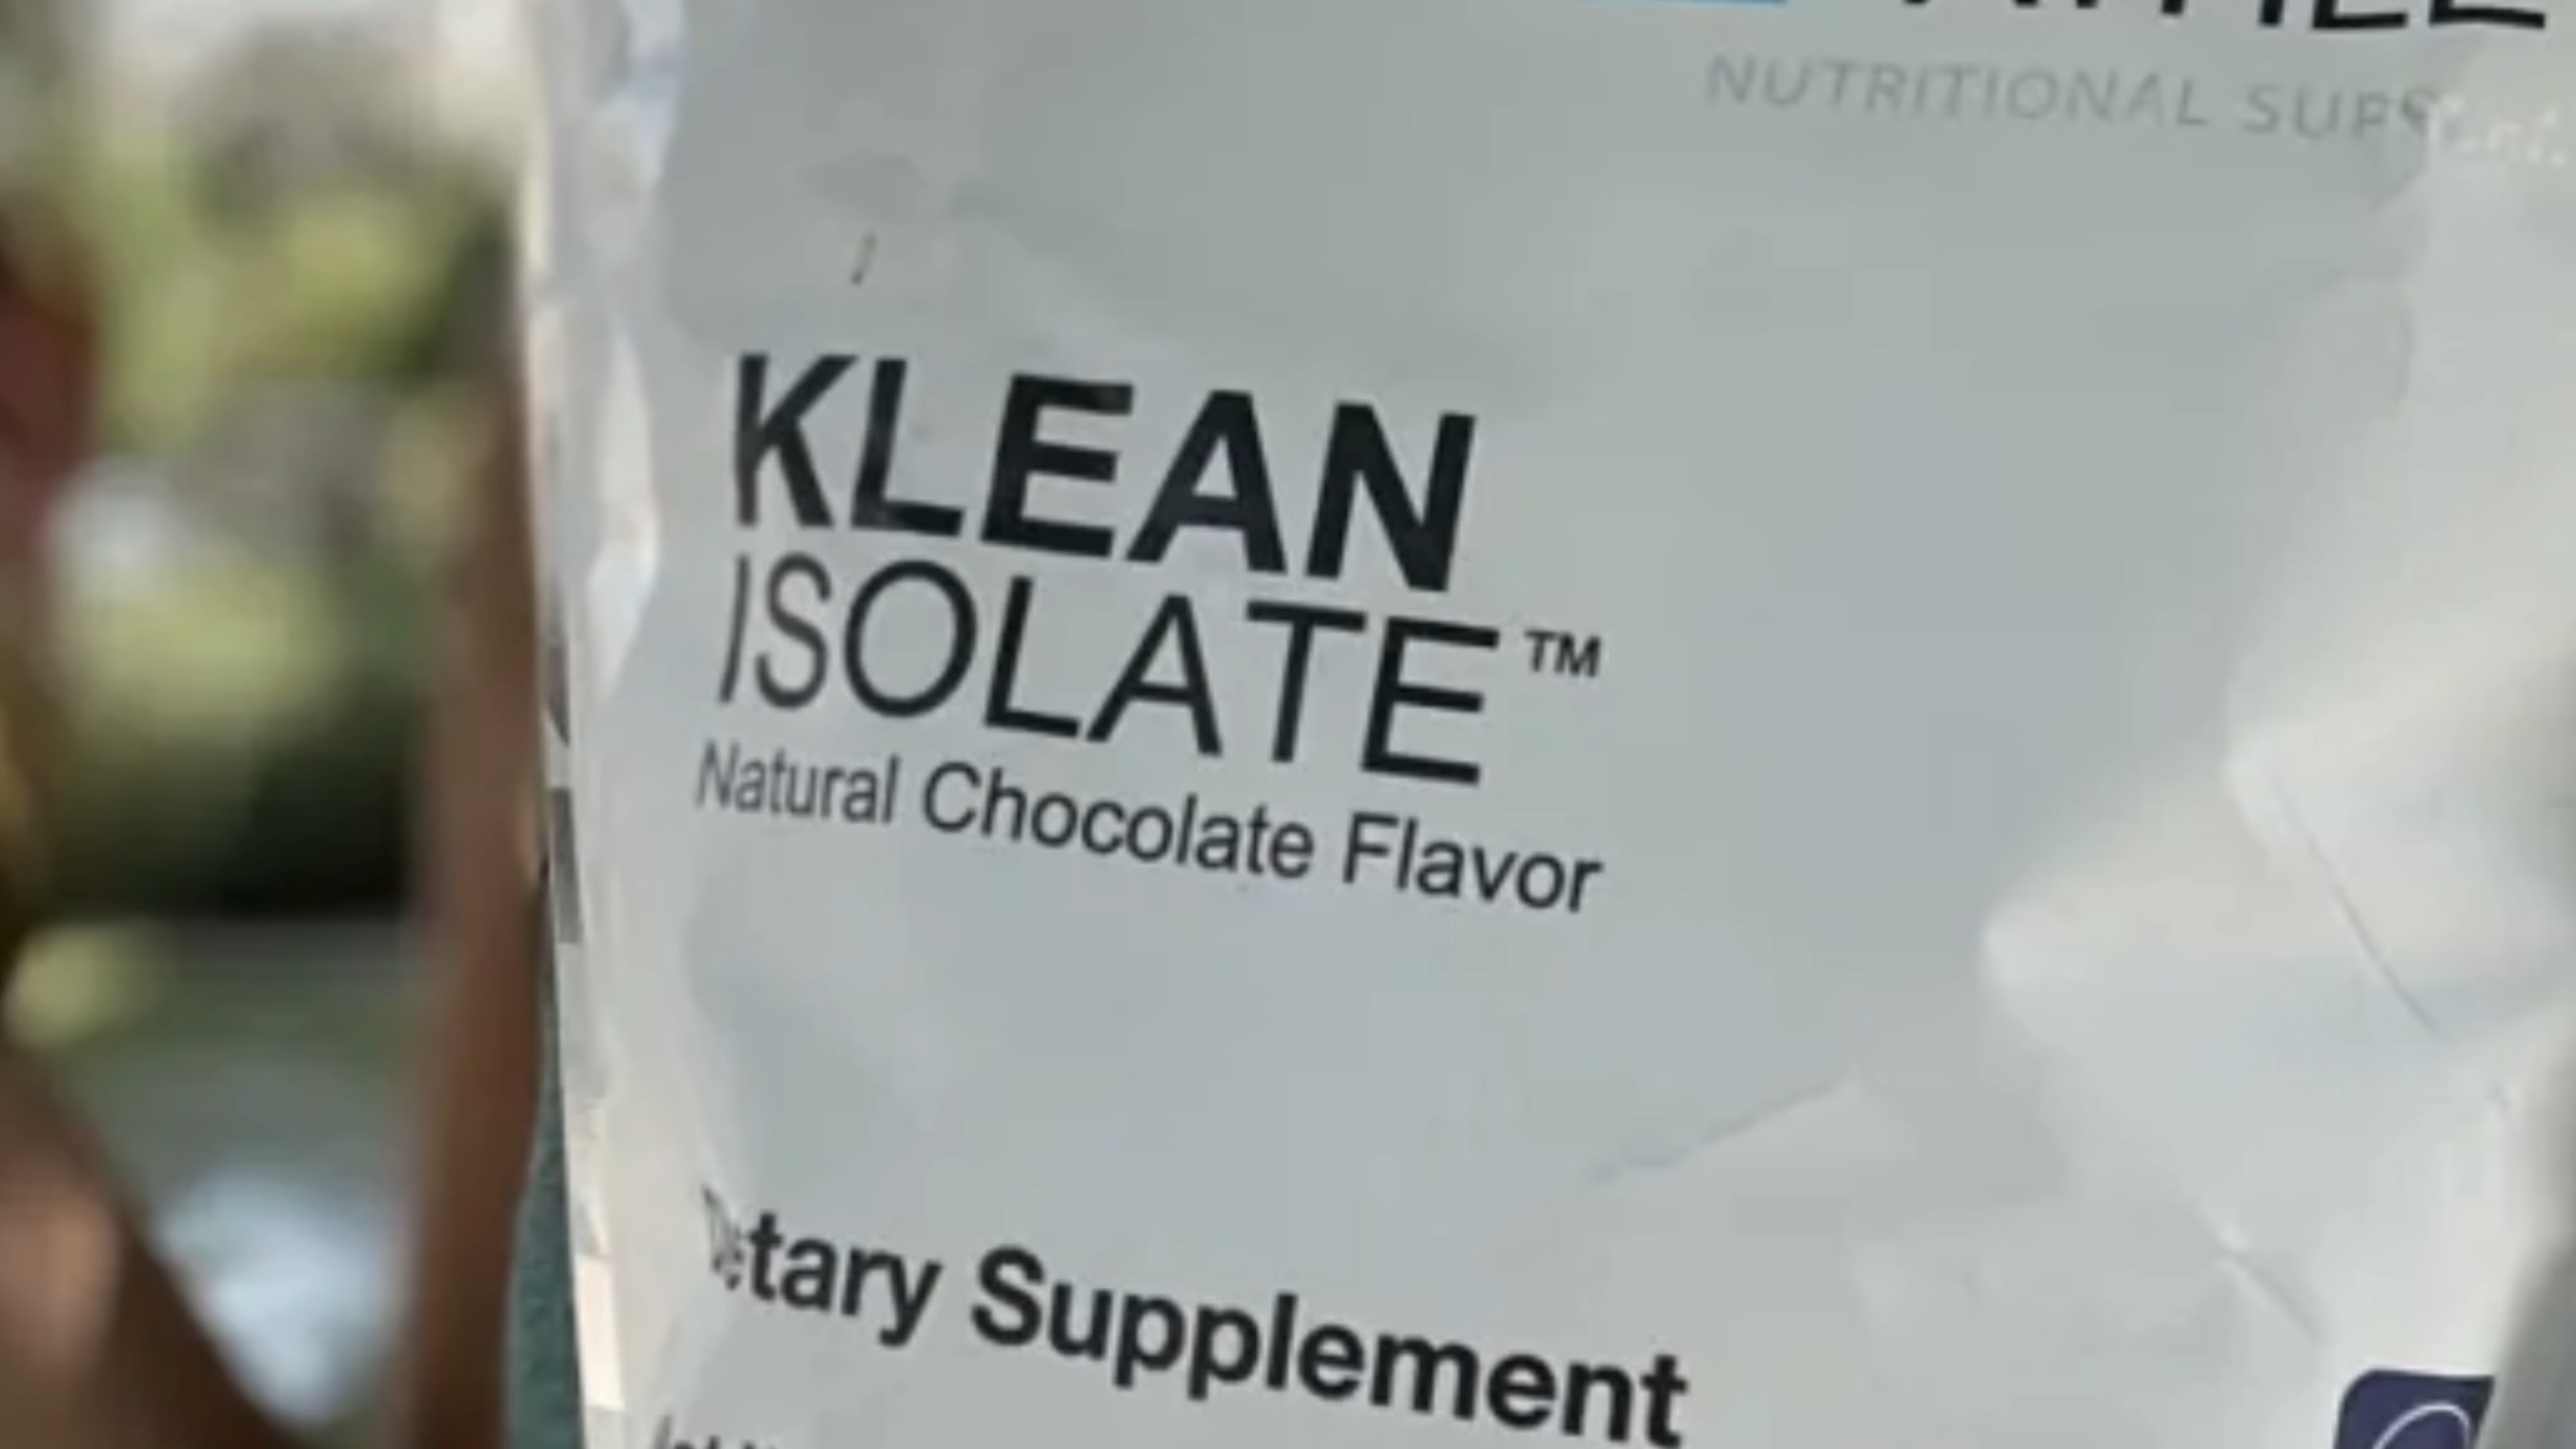 NUTRITIONAL
KLEAN
ISOLATE™
Natural Chocolate Flavor
Supplement